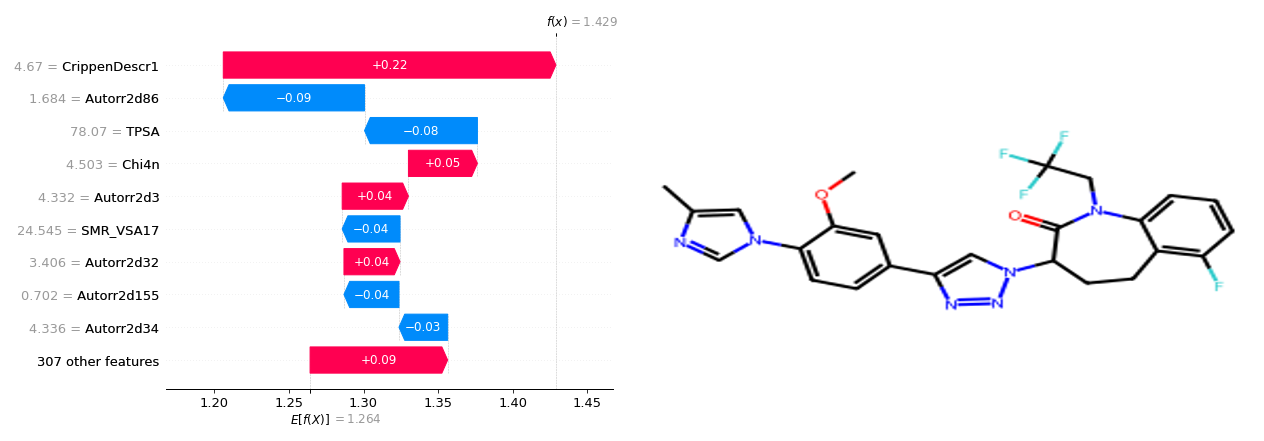 f(x) = 1.429
4.67 = CrippenDescr1
+0.22
1.684 = Autorr2d86
−0.09
78.07 = TPSA
−0.08
4.503 = Chi4n
+0.05
4.332 = Autorr2d3
+0.04
24.545 = SMR_VSA17
−0.04
3.406 = Autorr2d32
+0.04
0.702 = Autorr2d155
−0.04
4.336 = Autorr2d34
−0.03
307 other features
+0.09
1.20 1.25 1.30 1.35 1.40 1.45
E[f(X)] = 1.264
F
F
F
O
O
N
N
N
N
N
N
F